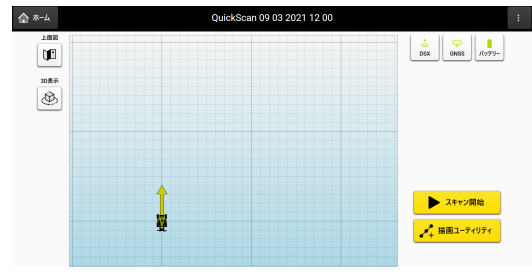 ホーム
QuickScan 09 03 2021 12 00
上面図
3D表示
DSX
GNSS
バッテリー
スキャン開始
描画ユーティリティ